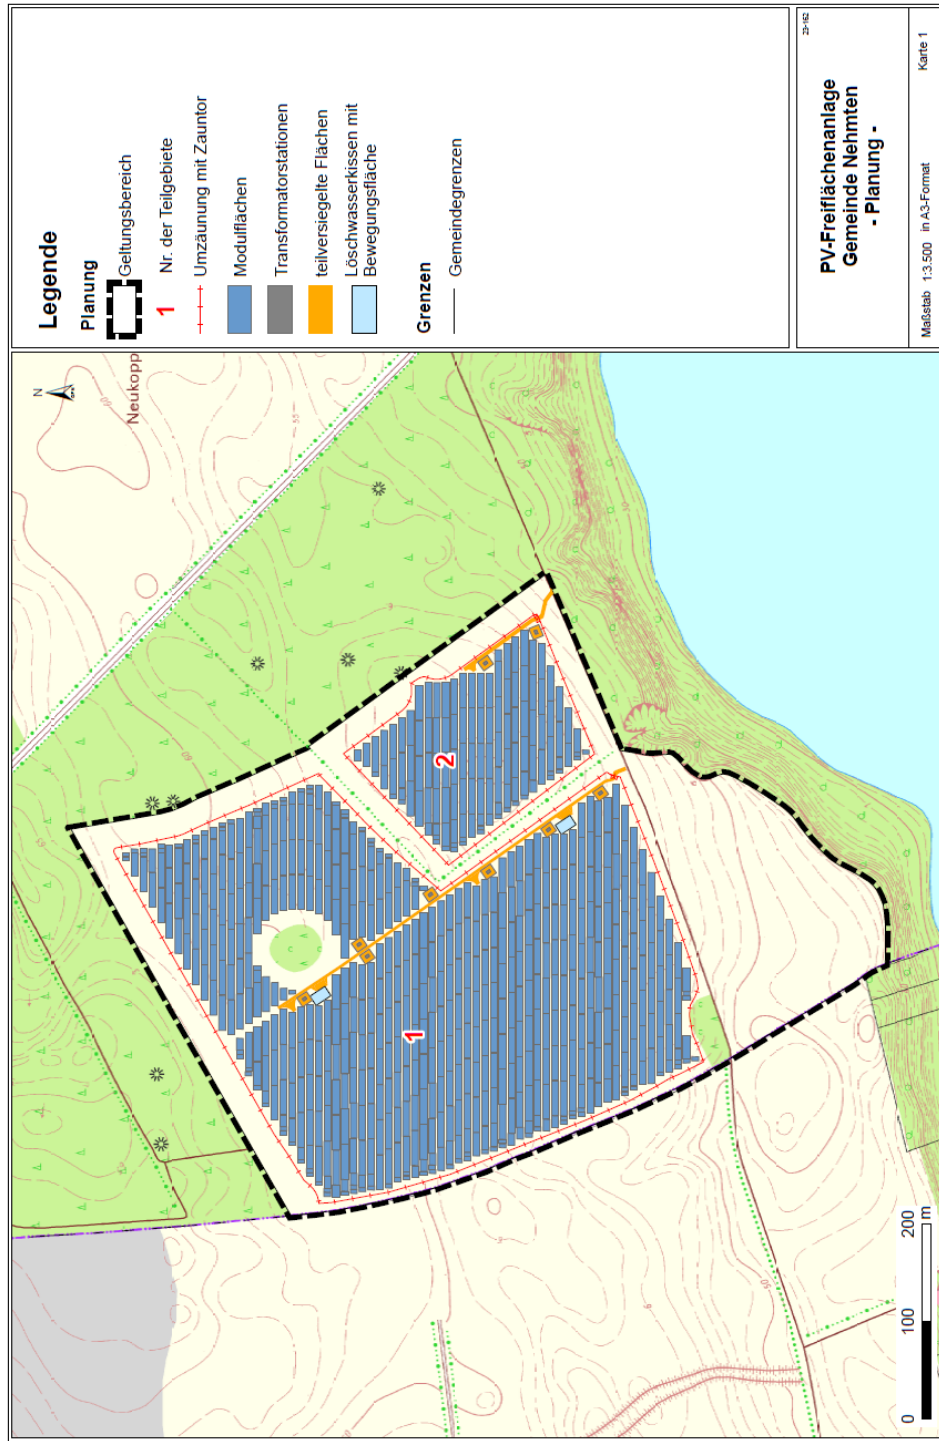 Legende
Planung
Geltungsbereich
1 Nr. der Teilgebiete
Umzäunung mit Zauntor
Modulflächen
Transformatorstationen
teilversiegelte Flächen
Löschwasserkissen mit
Bewegungsfläche
Grenzen
Gemeindegrenzen
23-162
PV-Freiflächenanlage
Gemeinde Nehmten
- Planung -
Maßstab 1:3.500 in A3-Format
Karte 1
N
Neukopp
1
2
0 100 200
m